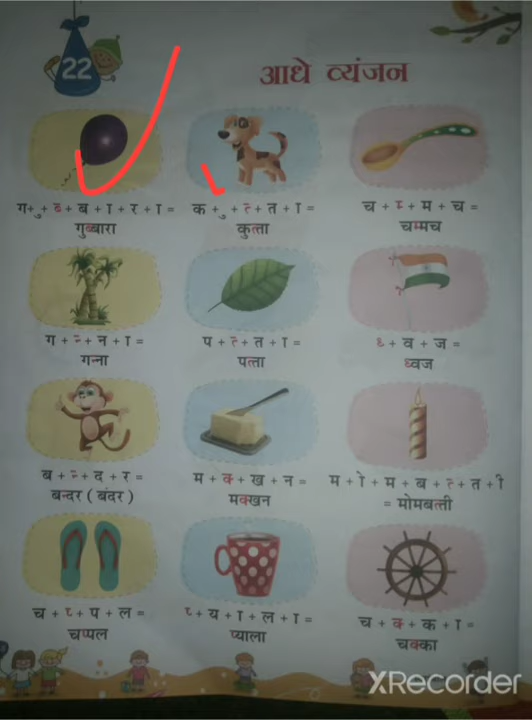 22
आधे व्यंजन
ग+ु+ब्+ब+ा+र+ा=
गुब्बारा
क+ु+त्+त+ा=
कुत्ता
च+म्+म+च=
चम्मच
ग+न्+न+ा=
गन्ना
प+त्+त+ा=
पत्ता
ध्+व+ज=
ध्वज
ब+न्+द+र=
बन्दर ( बंदर )
म+क्+ख+न=
मक्खन
म+ो+म+ब+त्+त+ी
= मोमबत्ती
च+प्+प+ल=
चप्पल
प्+य+ा+ल+ा=
प्याला
च+क्+क+ा=
चक्का
XRecorder